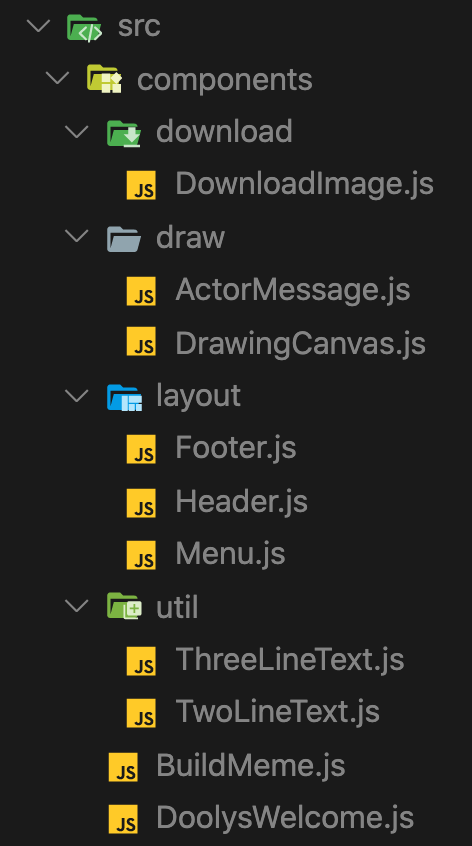 src
components
download
JS DownloadImage.js
draw
JS ActorMessage.js
JS DrawingCanvas.js
layout
JS Footer.js
JS Header.js
JS Menu.js
util
JS ThreeLineText.js
JS TwoLineText.js
JS BuildMeme.js
JS DoolysWelcome.js